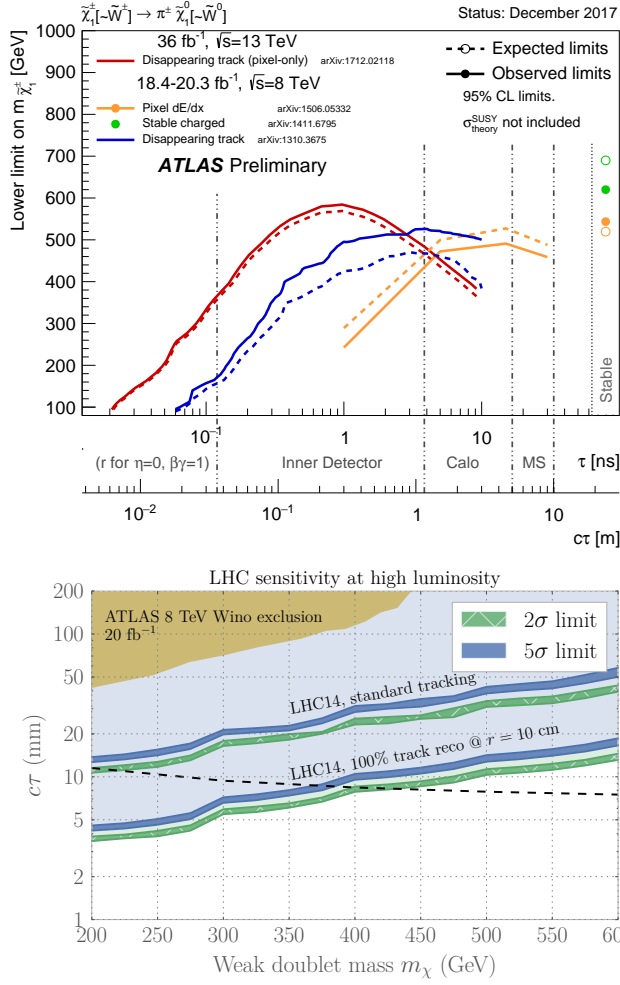 χ̃₁±[~W̃±] → π± χ̃₁⁰[~W̃⁰]
Status: December 2017
36 fb⁻¹, √s=13 TeV
Disappearing track (pixel-only) arXiv:1712.02118
18.4-20.3 fb⁻¹, √s=8 TeV
Pixel dE/dx arXiv:1506.05332
Stable charged arXiv:1411.6795
Disappearing track arXiv:1310.3675
ATLAS Preliminary
Expected limits
Observed limits
95% CL limits.
σ^SUSY_theory not included
Lower limit on m χ̃₁± [GeV]
1000
900
800
700
600
500
400
300
200
100
Stable
10⁻¹ 1 10
τ [ns]
(r for η=0, βγ=1) Inner Detector Calo MS
10⁻² 10⁻¹ 1 10
cτ [m]
LHC sensitivity at high luminosity
ATLAS 8 TeV Wino exclusion
20 fb⁻¹
2σ limit
5σ limit
LHC14, standard tracking
LHC14, 100% track reco @ r = 10 cm
cτ (mm)
200
100
50
20
10
5
2
1
200 250 300 350 400 450 500 550 60
Weak doublet mass mχ (GeV)